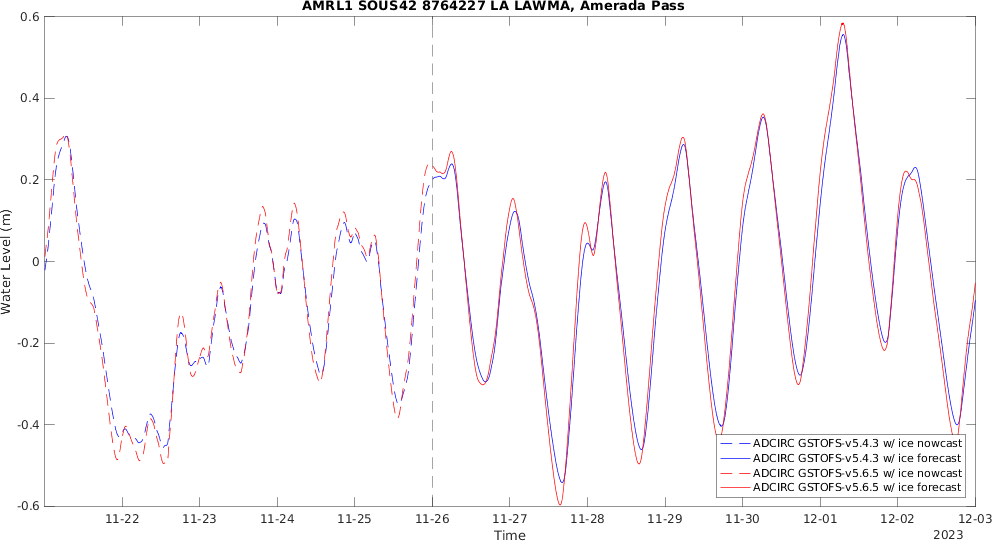 AMRL1 SOUS42 8764227 LA LAWMA, Amerada Pass
Water Level (m)
0.6
0.4
0.2
0
-0.2
-0.4
-0.6
ADCIRC GSTOFS-v5.4.3 w/ ice nowcast
ADCIRC GSTOFS-v5.4.3 w/ ice forecast
ADCIRC GSTOFS-v5.6.5 w/ ice nowcast
ADCIRC GSTOFS-v5.6.5 w/ ice forecast
11-22 11-23 11-24 11-25 11-26 11-27 11-28 11-29 11-30 12-01 12-02 12-03
Time
2023